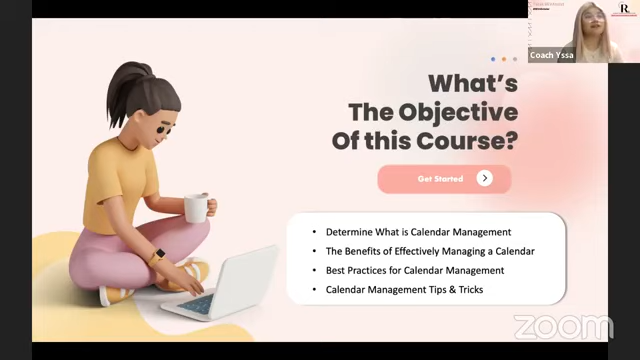 What's
The Objective
Of this Course?
Get Started
• Determine What is Calendar Management
• The Benefits of Effectively Managing a Calendar
• Best Practices for Calendar Management
• Calendar Management Tips & Tricks
Coach Yssa
R
zoom